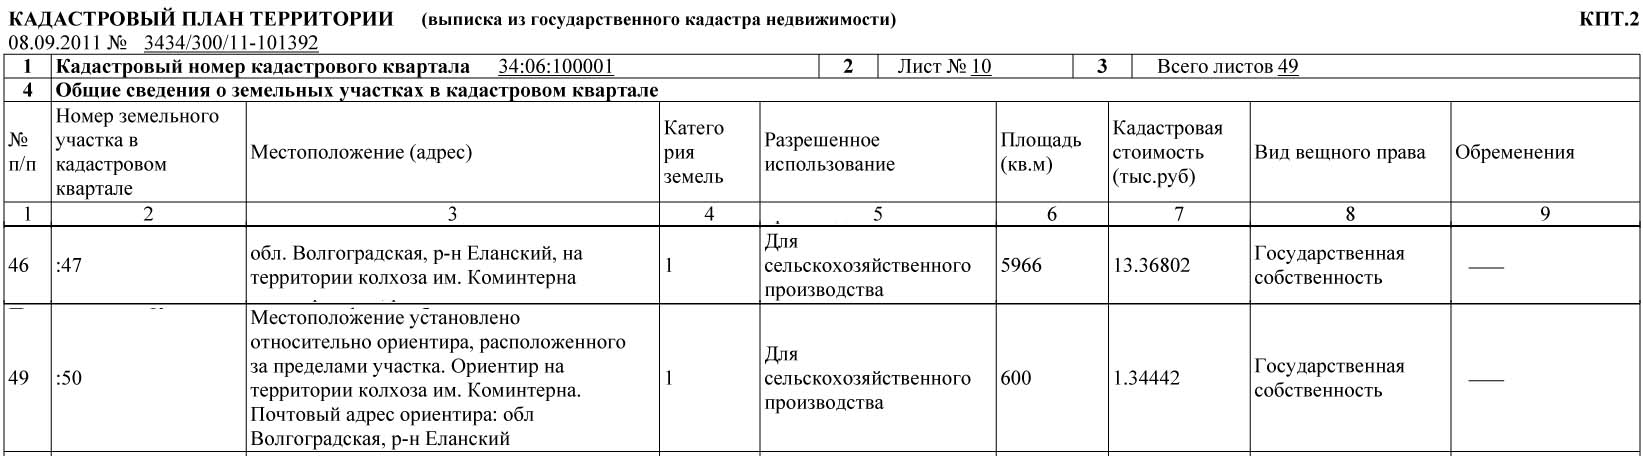 КАДАСТРОВЫЙ ПЛАН ТЕРРИТОРИИ (выписка из государственного кадастра недвижимости) КПТ.2
08.09.2011 № 3434/300/11-101392
1 Кадастровый номер кадастрового квартала 34:06:100001 2 Лист № 10 3 Всего листов 49
4 Общие сведения о земельных участках в кадастровом квартале
№
п/п
Номер земельного
участка в
кадастровом
квартале
Местоположение (адрес)
Катего
рия
земель
Разрешенное
использование
Площадь
(кв.м)
Кадастровая
стоимость
(тыс.руб)
Вид вещного права
Обременения
1 2 3 4 5 6 7 8 9
46
:47
обл. Волгоградская, р-н Еланский, на
территории колхоза им. Коминтерна
1
Для
сельскохозяйственного
производства
5966
13.36802
Государственная
собственность
——
49
:50
Местоположение установлено
относительно ориентира, расположенного
за пределами участка. Ориентир на
территории колхоза им. Коминтерна.
Почтовый адрес ориентира: обл
Волгоградская, р-н Еланский
1
Для
сельскохозяйственного
производства
600
1.34442
Государственная
собственность
——